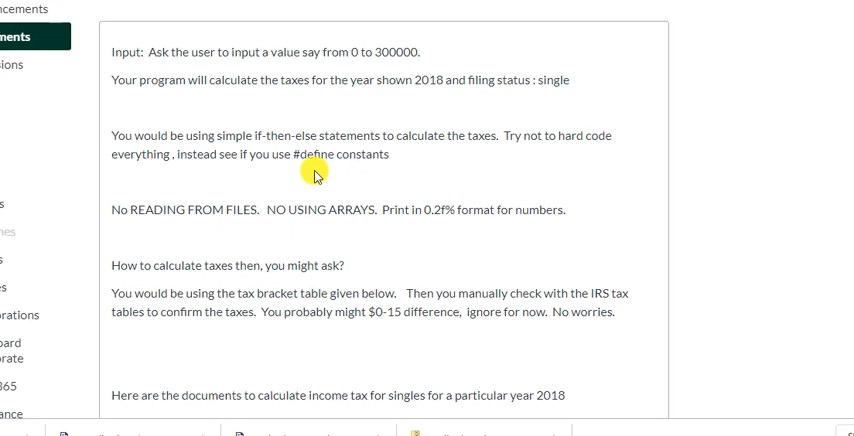 ncements
ments
sions
Input:  Ask the user to input a value say from 0 to 300000.
Your program will calculate the taxes for the year shown 2018 and filing status : single
You would be using simple if-then-else statements to calculate the taxes.  Try not to hard code
everything , instead see if you use #define constants
s
No READING FROM FILES.   NO USING ARRAYS.  Print in 0.2f% format for numbers.
mes
s
How to calculate taxes then, you might ask?
es
You would be using the tax bracket table given below.    Then you manually check with the IRS tax
tables to confirm the taxes.  You probably might $0-15 difference,  ignore for now.  No worries.
orations
oard
orate
365
Here are the documents to calculate income tax for singles for a particular year 2018
ance